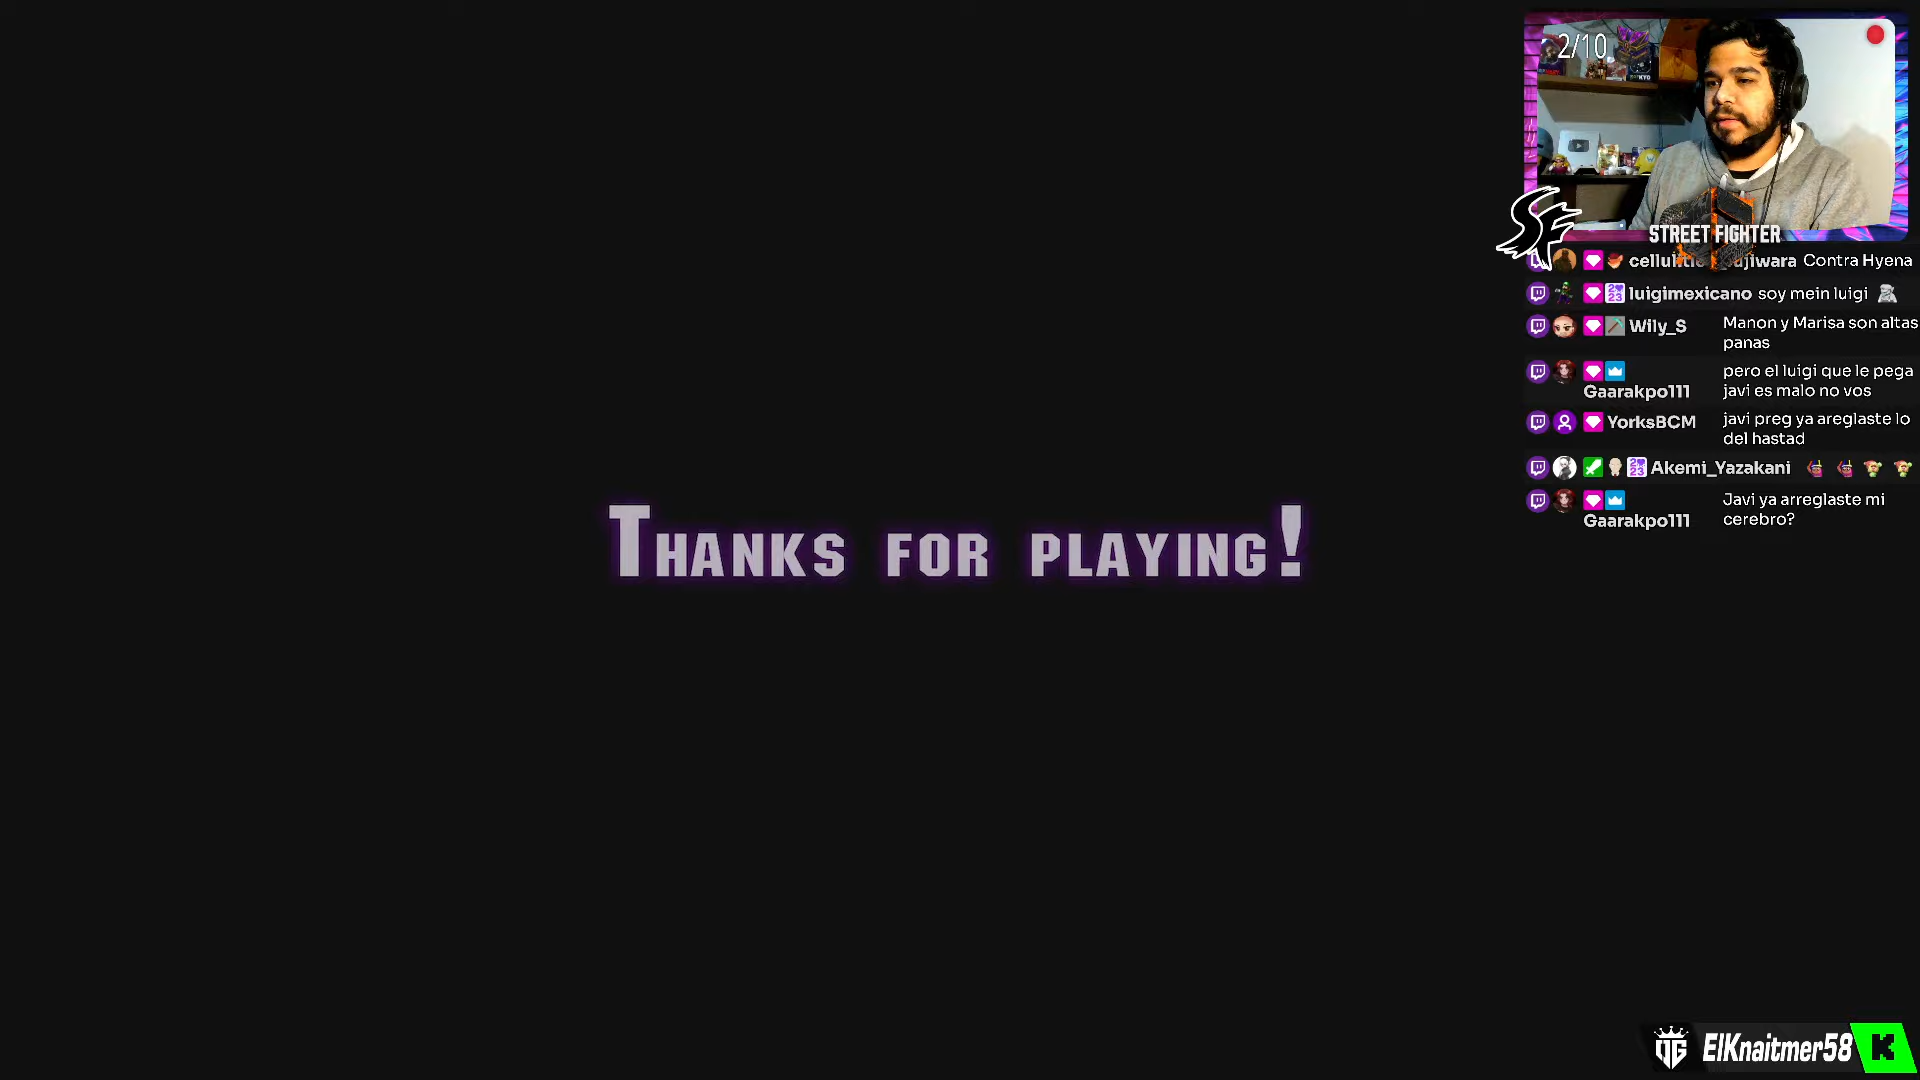 2/10
STREET FIGHTER
Contra Hyena
luigimexicano soy mein luigi
Wily_S Manon y Marisa son altas
panas
pero el luigi que le pega
Gaarakpo111 javi es malo no vos
YorksBCM javi preg ya areglaste lo
del hastad
Akemi_Yazakani
Javi ya arreglaste mi
Gaarakpo111 cerebro?
Thanks for playing!
ElKnaitmer58 K